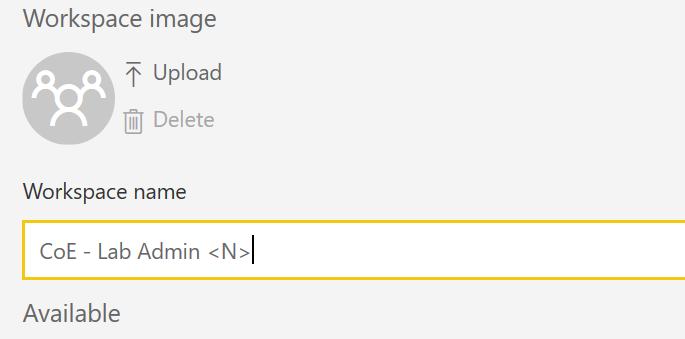 Workspace image
Upload
Delete
Workspace name
CoE - Lab Admin <N>
Available